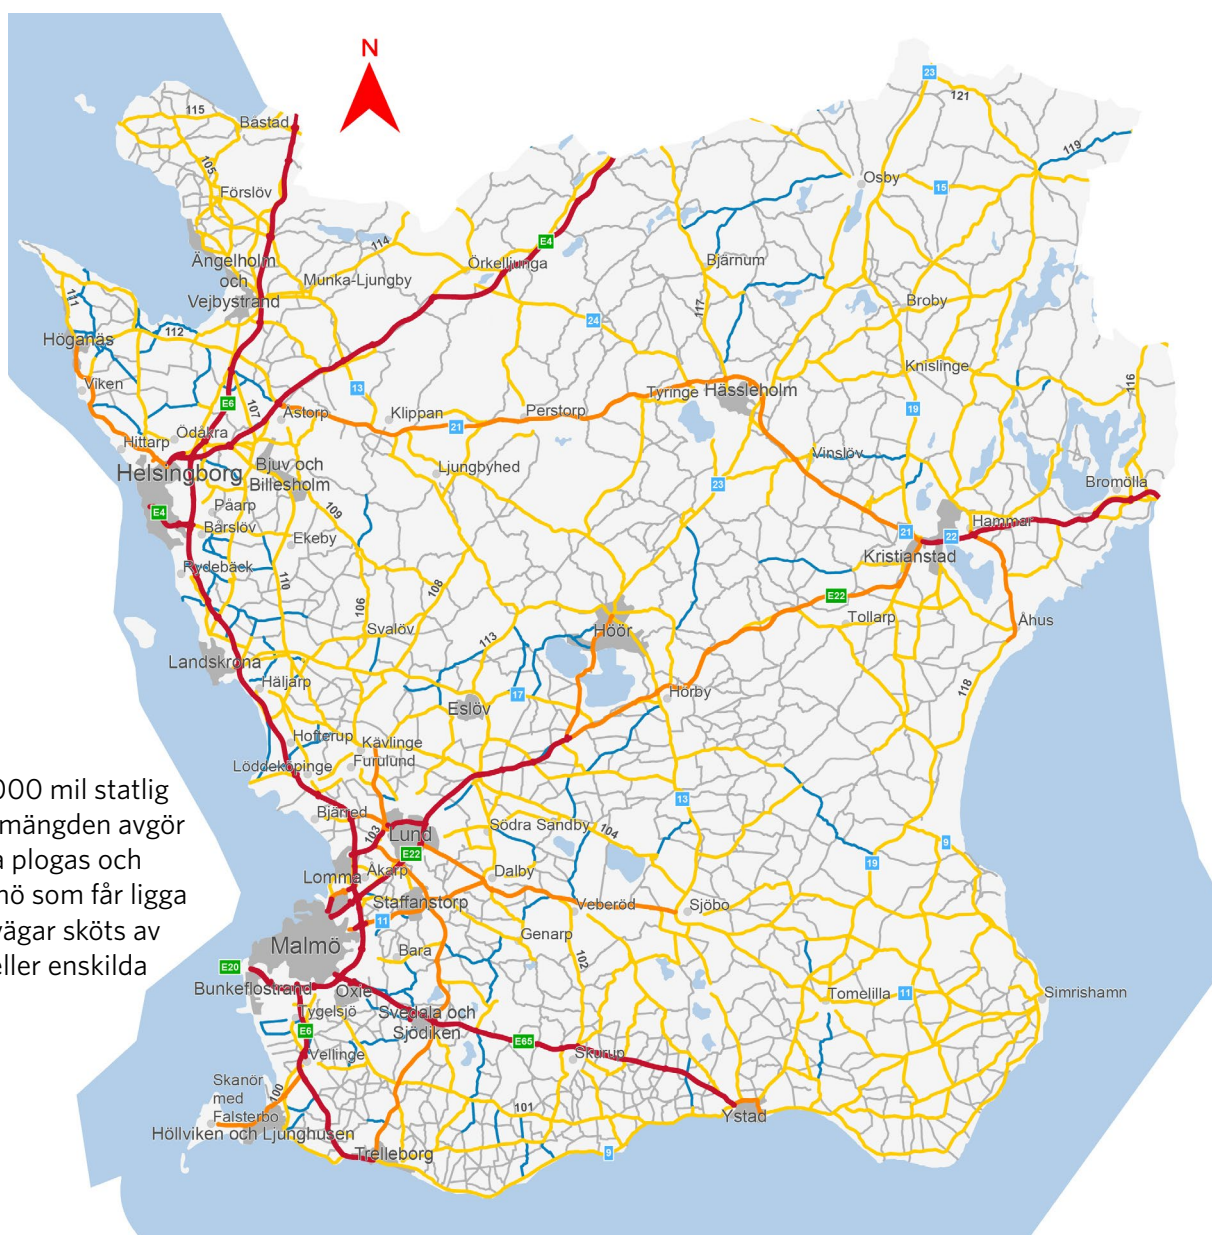 N
23
115
121
Båstad
119
105
Osby
15
Förslöv
114
E4
Ängelholm
och
Vejbystrand
Munka-Ljungby
Örkelljunga
Bjärnum
111
117
Broby
112
24
Höganäs
Knislinge
116
Viken
13
Tyringe
Hässleholm
E6
107
Åstorp
Klippan
Perstorp
19
21
Hittarp
Ödåkra
Vinslöv
Helsingborg
Bjuv och
Billesholm
Ljungbyhed
23
Bromölla
Påarp
109
E4
Bårslöv
Hammar
21
22
Ekeby
Kristianstad
Rydebäck
110
108
106
E22
Tollarp
Åhus
Svalöv
113
Höör
Landskrona
Häljarp
118
17
Hörby
Eslöv
Hofterup
Kävlinge
Furulund
Löddeköpinge
000 mil statlig
mängden avgör
a plogas och
nö som får ligga
vägar sköts av
eller enskilda
13
Bjärred
103
Lund
Södra Sandby
104
E22
9
19
Lomma
Åkarp
Dalby
Staffanstorp
11
Veberöd
Sjöbo
Malmö
Bara
Genarp
102
E20
Bunkeflostrand
Oxie
Tomelilla
11
Simrishamn
Tygelsjö
Svedala och
Sjödiken
E6
E65
Vellinge
Skurup
Skanör
med
Falsterbo
100
101
Ystad
Höllviken och Ljunghusen
Trelleborg
9